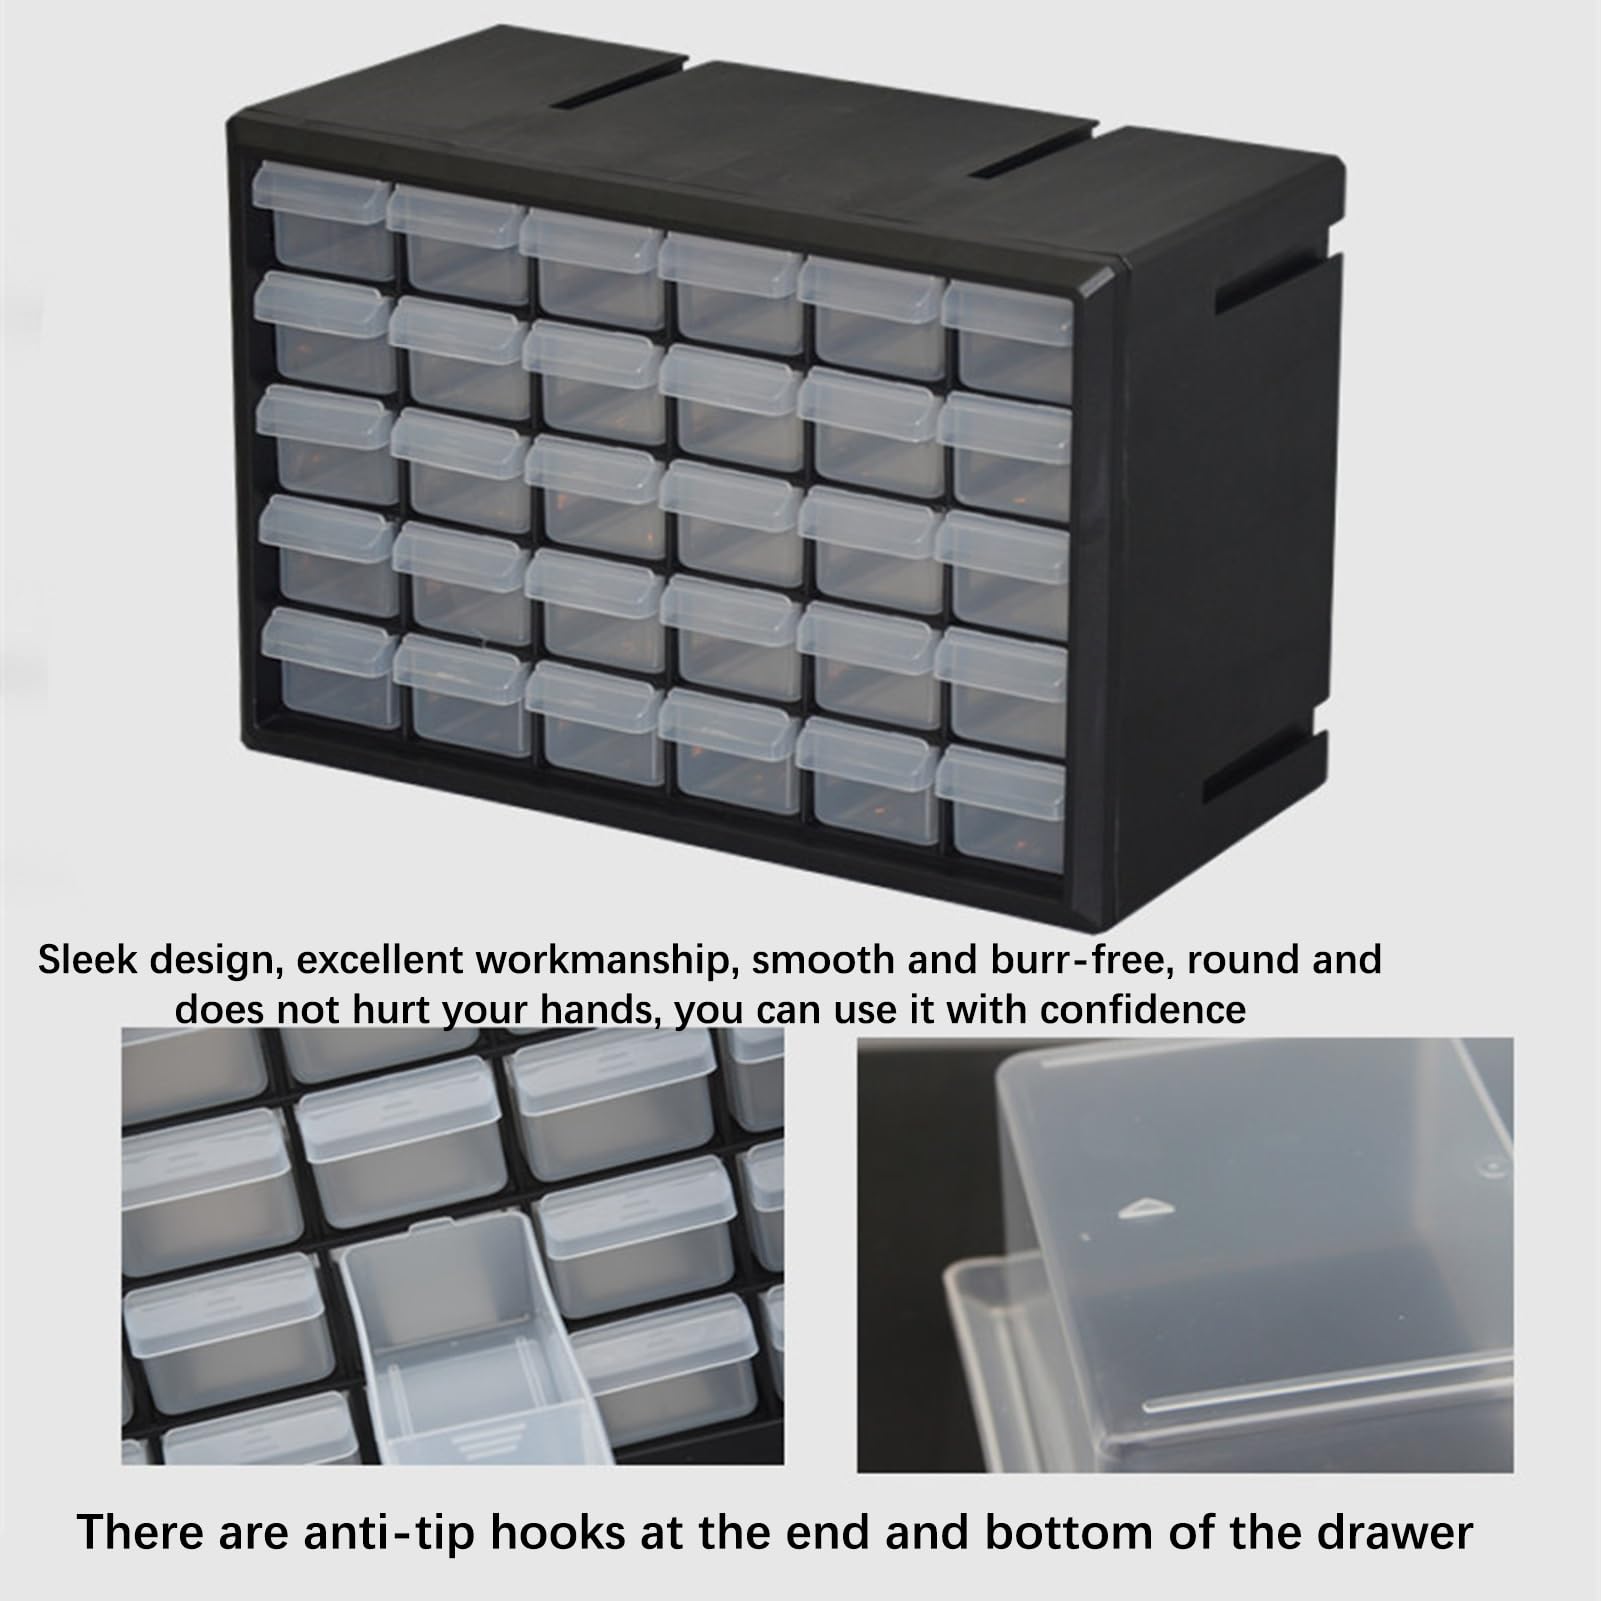 Sleek design, excellent workmanship, smooth and burr-free, round and
does not hurt your hands, you can use it with confidence
There are anti-tip hooks at the end and bottom of the drawer